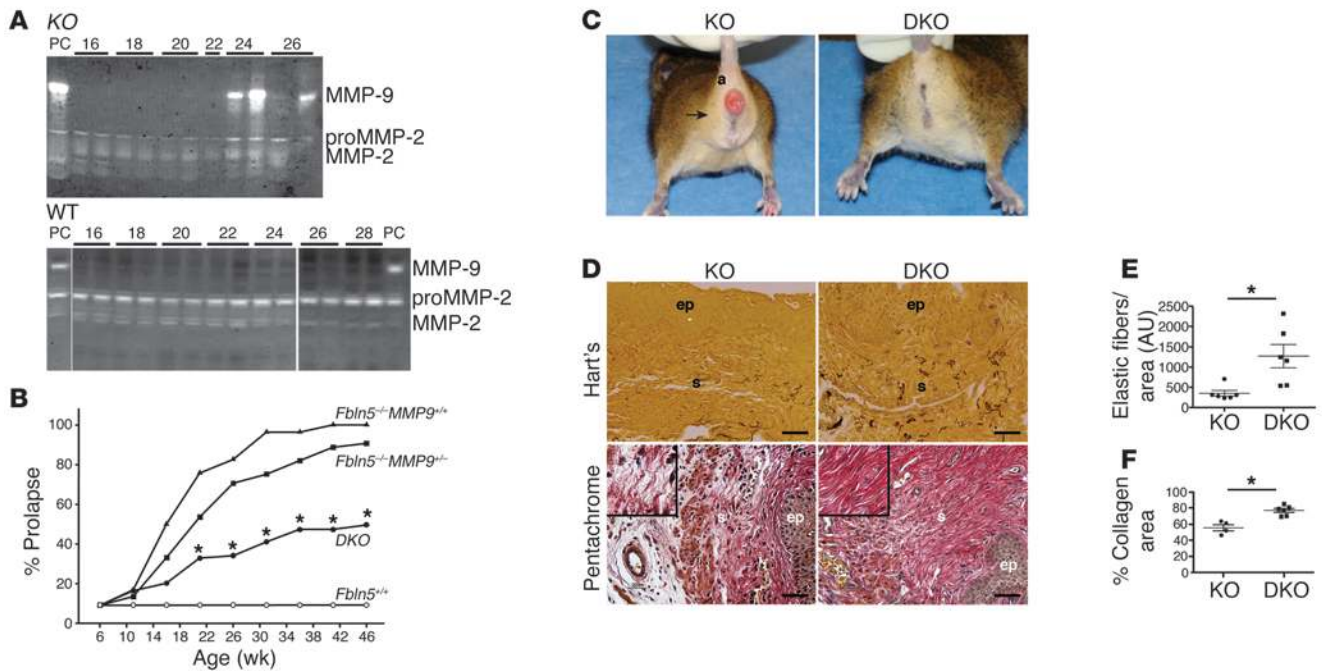 A
KO
PC 16 18 20 22 24 26
MMP-9
proMMP-2
MMP-2
WT
PC 16 18 20 22 24 26 28 PC
MMP-9
proMMP-2
MMP-2
B
% Prolapse
100
80
60
40
20
0
6 11 14 18 22 26 30 34 38 42 46
Age (wk)
Fbln5–/–MMP9+/+
Fbln5–/–MMP9+/–
* * * * * *
DKO
Fbln5+/+
C
KO DKO
a
D
KO DKO
Hart's
ep ep
s s
Pentachrome
s ep s ep
E
Elastic fibers/
area (AU)
2500
2000
1500
1000
500
0
*
KO DKO
F
% Collagen
area
100
80
60
40
20
0
*
KO DKO